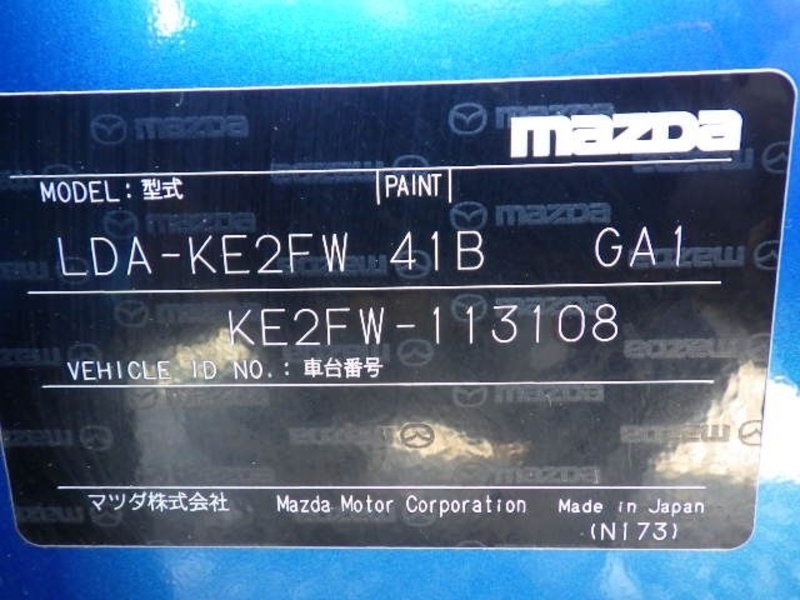 mazda
MODEL: 型式 PAINT
LDA-KE2FW 41B GA1
KE2FW-113108
VEHICLE ID NO.: 車台番号
マツダ株式会社 Mazda Motor Corporation Made in Japan
(N173)